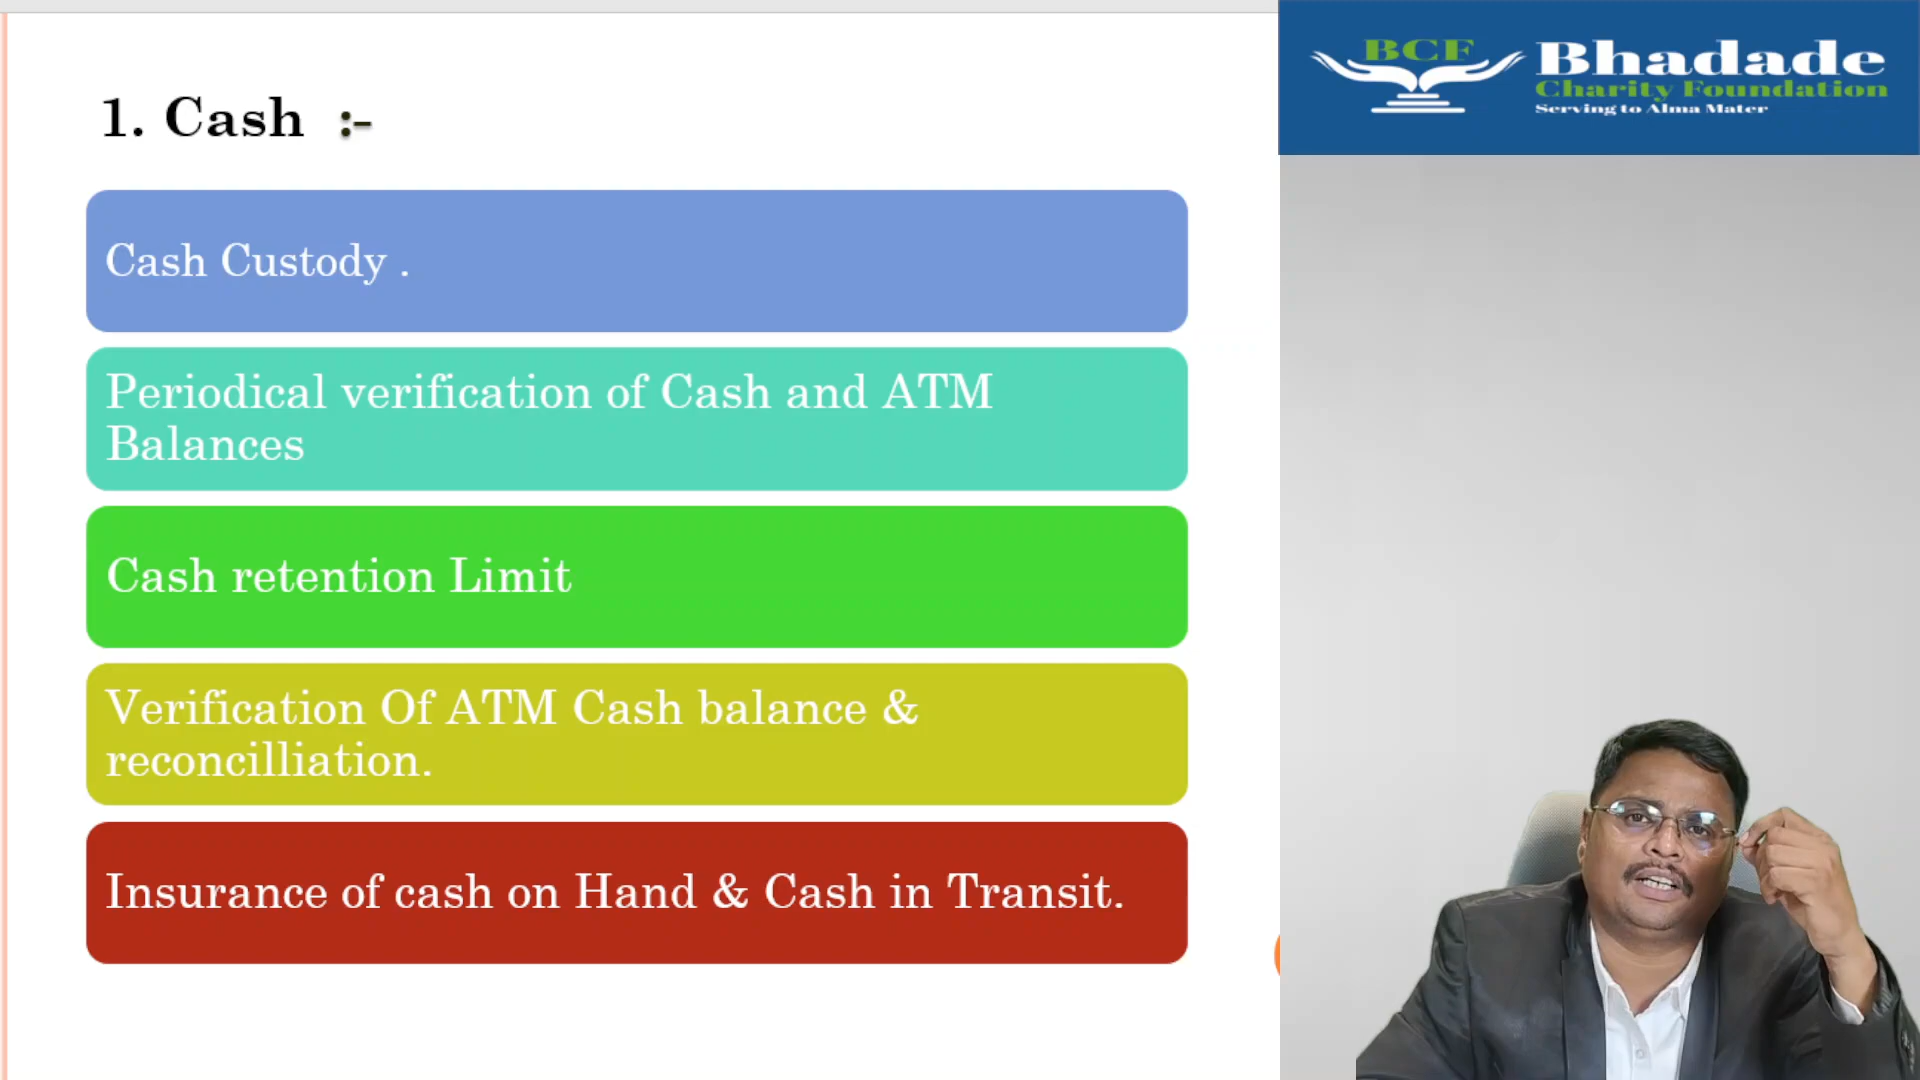 1. Cash :-
Cash Custody .
Periodical verification of Cash and ATM
Balances
Cash retention Limit
Verification Of ATM Cash balance &
reconcilliation.
Insurance of cash on Hand & Cash in Transit.
BCF
Bhadade
Charity Foundation
Serving to Alma Mater